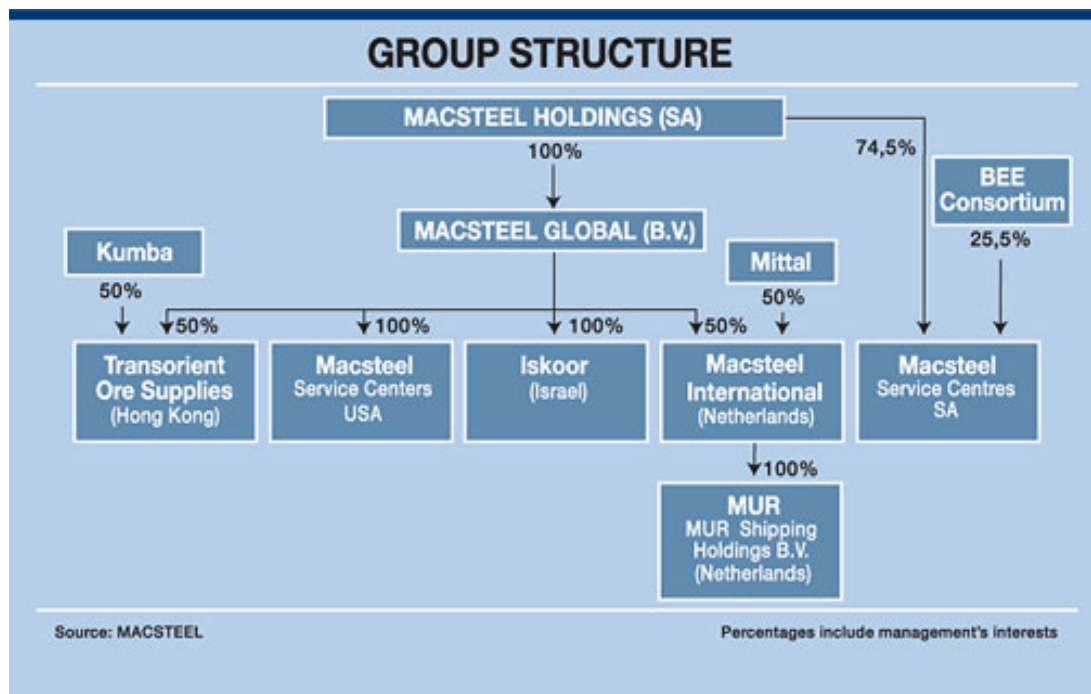 GROUP STRUCTURE
MACSTEEL HOLDINGS (SA)
100%
74,5%
BEE
Consortium
25,5%
MACSTEEL GLOBAL (B.V.)
Kumba
50%
Mittal
50%
50%
100%
100%
50%
Transorient
Ore Supplies
(Hong Kong)
Macsteel
Service Centers
USA
Iskoor
(Israel)
Macsteel
International
(Netherlands)
Macsteel
Service Centres
SA
100%
MUR
MUR Shipping
Holdings B.V.
(Netherlands)
Source: MACSTEEL
Percentages include management's interests